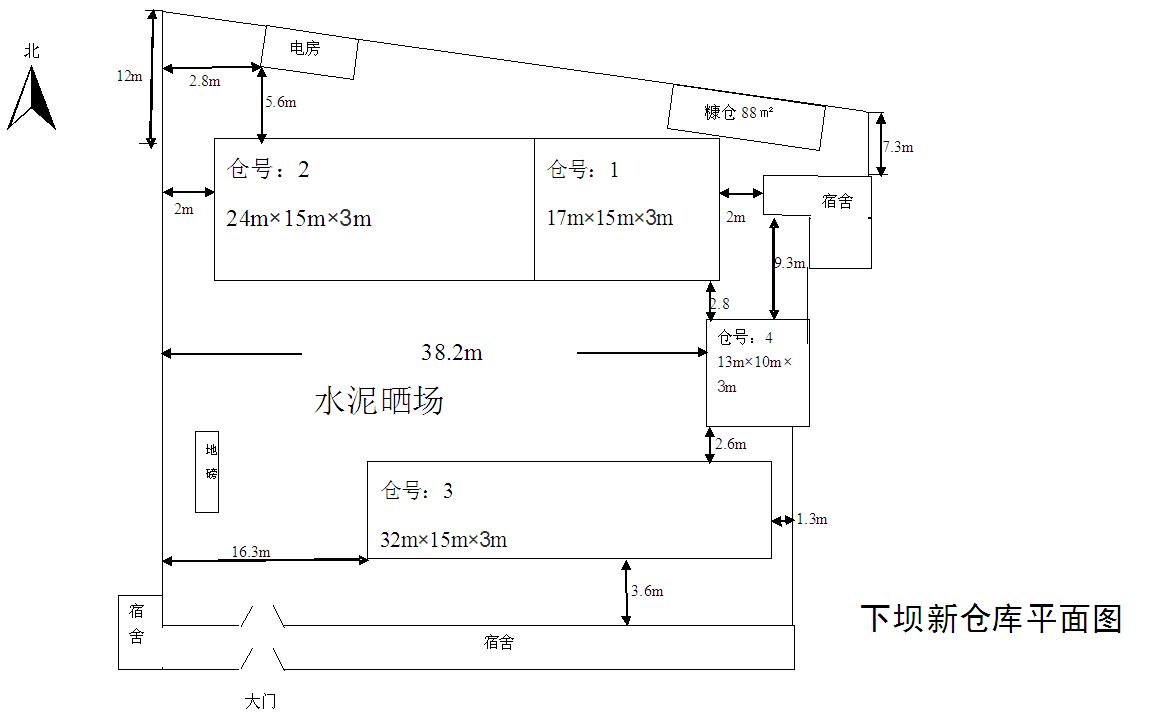 北
12m
电房
2.8m
5.6m
糠仓 88㎡
7.3m
仓号：2
24m×15m×3m
仓号：1
17m×15m×3m
宿舍
2m
2m
9.3m
2.8
仓号：4
13m×10m×
3m
38.2m
水泥晒场
2.6m
地
磅
仓号：3
32m×15m×3m
1.3m
16.3m
3.6m
宿
舍
宿舍
下坝新仓库平面图
大门